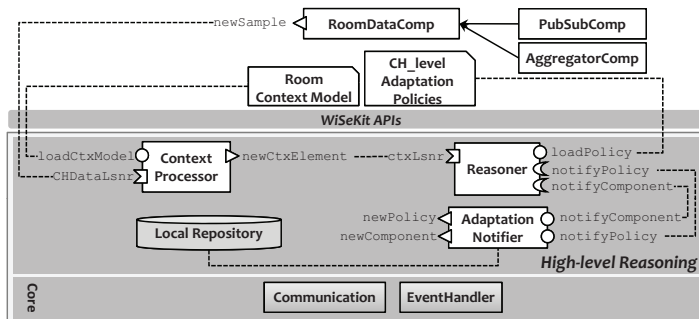 newSample
RoomDataComp
PubSubComp
AggregatorComp
Room
Context Model
CH_level
Adaptation
Policies
WiSeKit APIs
loadCtxModel
CHDataLsnr
Context
Processor
newCtxElement
ctxLsnr
Reasoner
loadPolicy
notifyPolicy
notifyComponent
Local Repository
newPolicy
newComponent
Adaptation
Notifier
notifyComponent
notifyPolicy
High-level Reasoning
Core
Communication
EventHandler